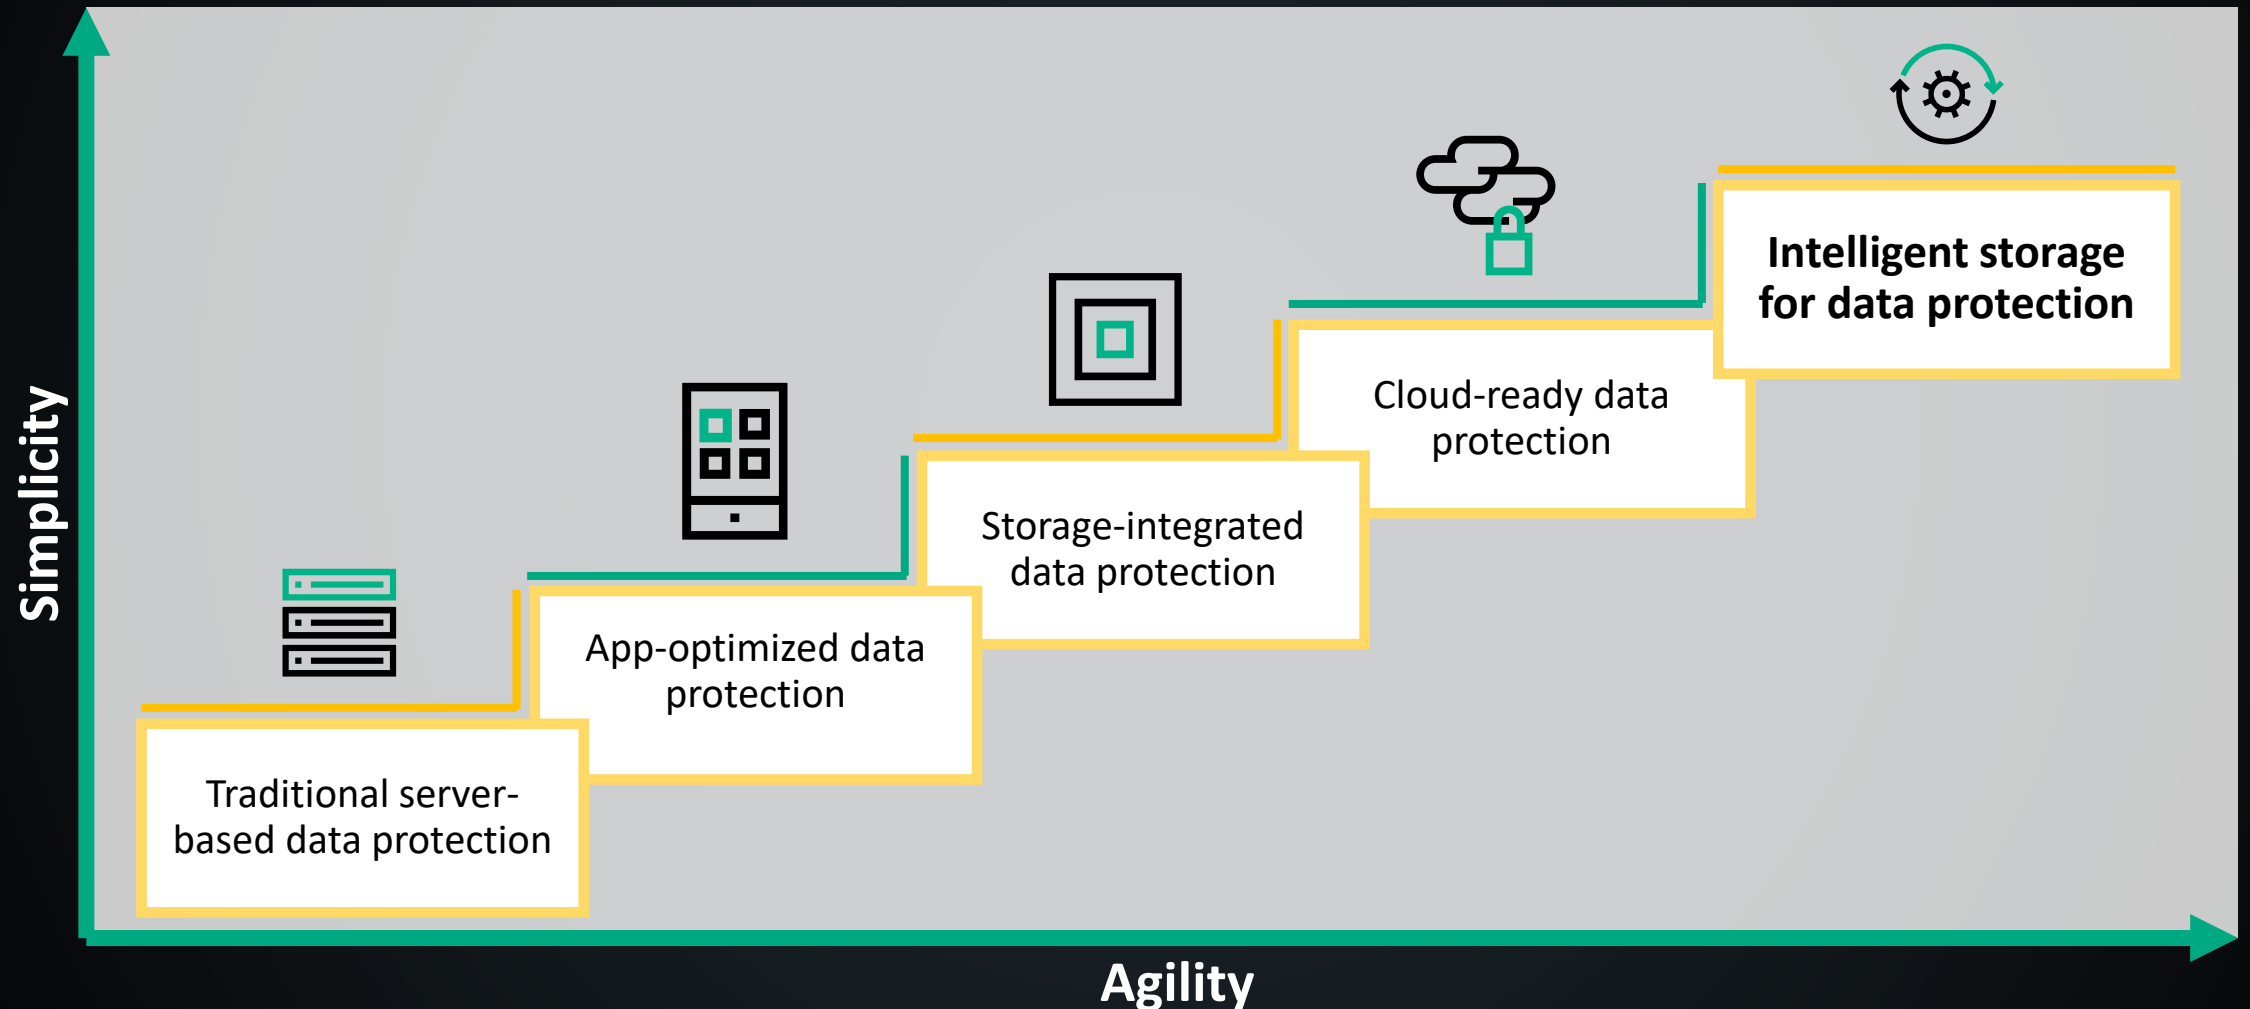 Simplicity
Intelligent storage
for data protection
Cloud-ready data
protection
Storage-integrated
data protection
App-optimized data
protection
Traditional server-
based data protection
Agility